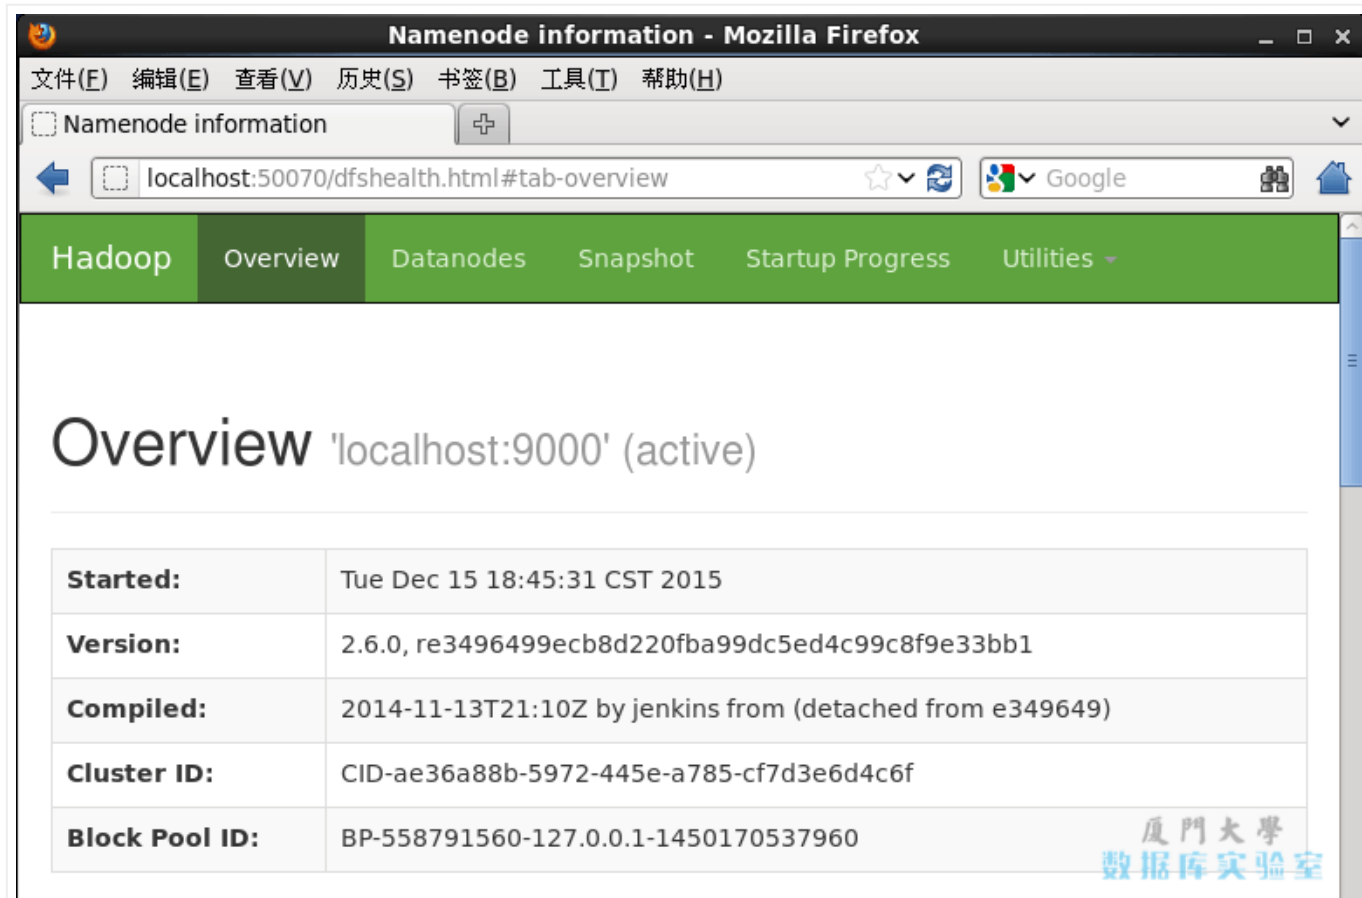 Namenode information - Mozilla Firefox
文件(F) 编辑(E) 查看(V) 历史(S) 书签(B) 工具(T) 帮助(H)
Namenode information
localhost:50070/dfshealth.html#tab-overview Google
Hadoop Overview Datanodes Snapshot Startup Progress Utilities
Overview 'localhost:9000' (active)
Started: Tue Dec 15 18:45:31 CST 2015
Version: 2.6.0, re3496499ecb8d220fba99dc5ed4c99c8f9e33bb1
Compiled: 2014-11-13T21:10Z by jenkins from (detached from e349649)
Cluster ID: CID-ae36a88b-5972-445e-a785-cf7d3e6d4c6f
Block Pool ID: BP-558791560-127.0.0.1-1450170537960
厦門大學
数据库实验室